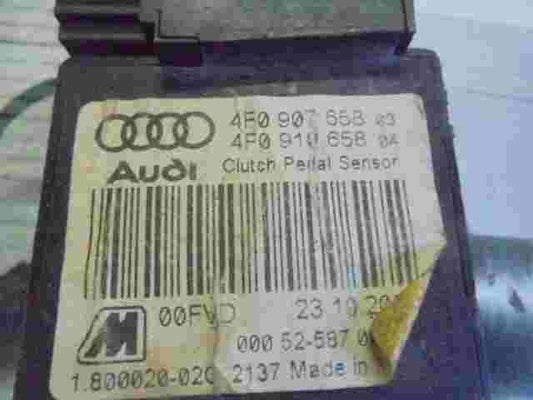 4F0 907 658 03
4F0 910 658 04
Audi Clutch Pedal Sensor
00FVD 23 10 20
000 52-587
1.800020-020 2137 Made in